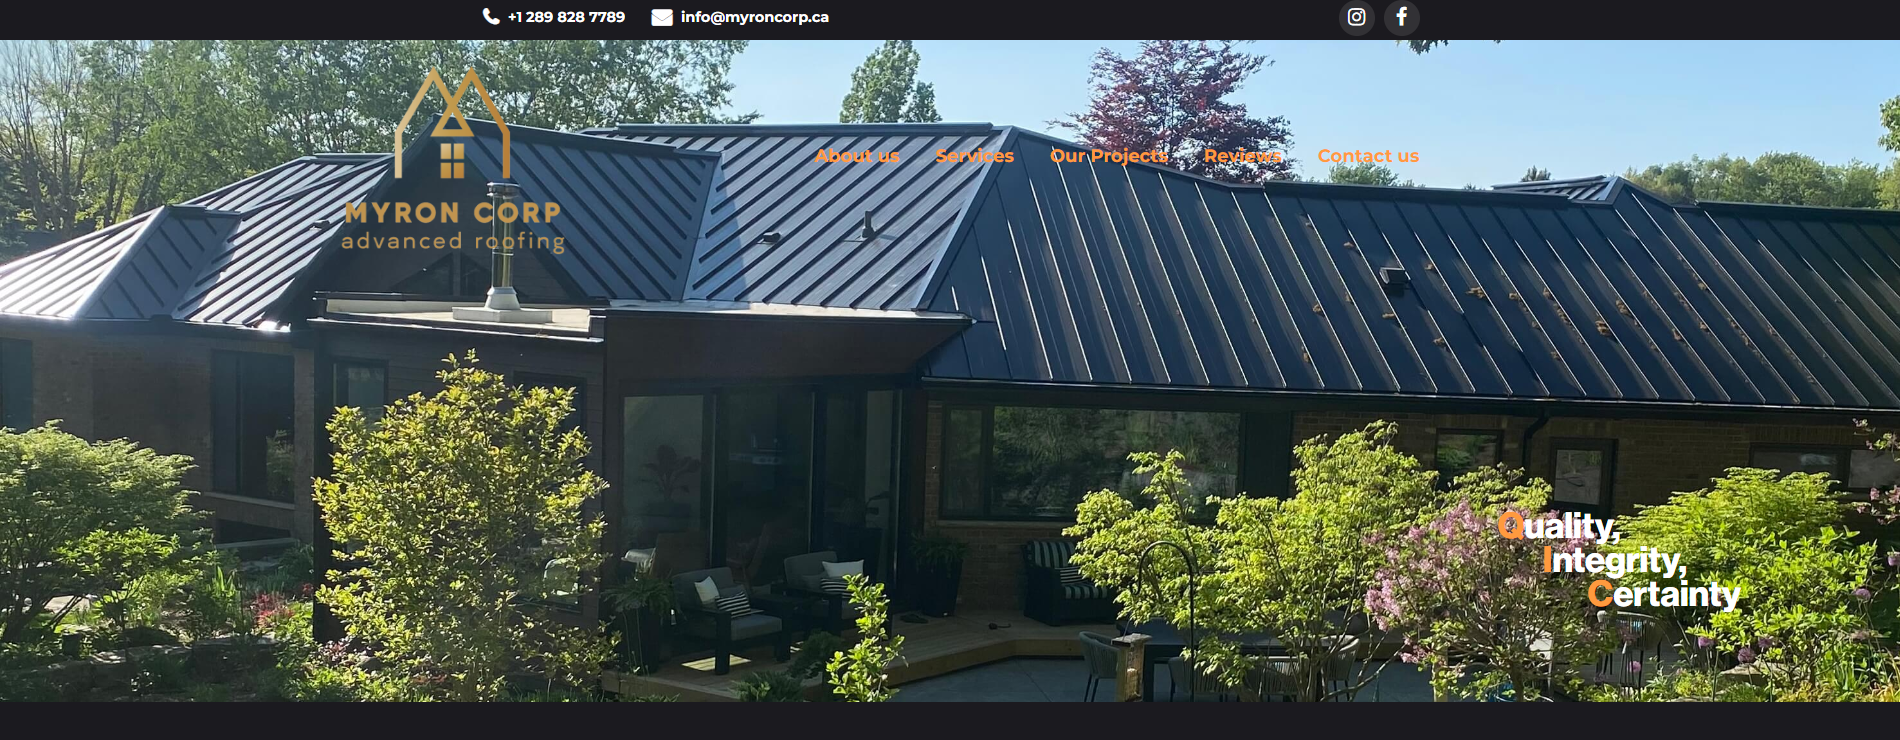 +1 289 828 7789 info@myroncorp.ca
MYRON CORP
advanced roofing
About us Services Our Projects Reviews Contact us
Quality,
Integrity,
Certainty